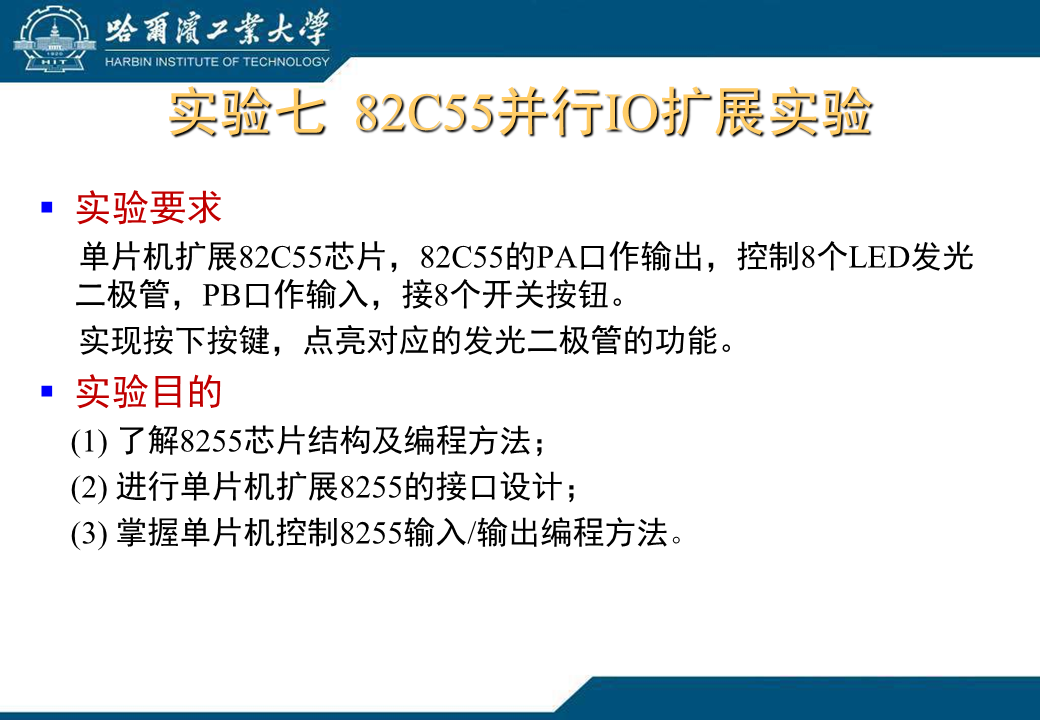 哈尔滨工业大学
HARBIN INSTITUTE OF TECHNOLOGY
1920
HIT
实验七 82C55并行IO扩展实验
▪ 实验要求
单片机扩展82C55芯片，82C55的PA口作输出，控制8个LED发光
二极管，PB口作输入，接8个开关按钮。
实现按下按键，点亮对应的发光二极管的功能。
▪ 实验目的
(1) 了解8255芯片结构及编程方法；
(2) 进行单片机扩展8255的接口设计；
(3) 掌握单片机控制8255输入/输出编程方法。